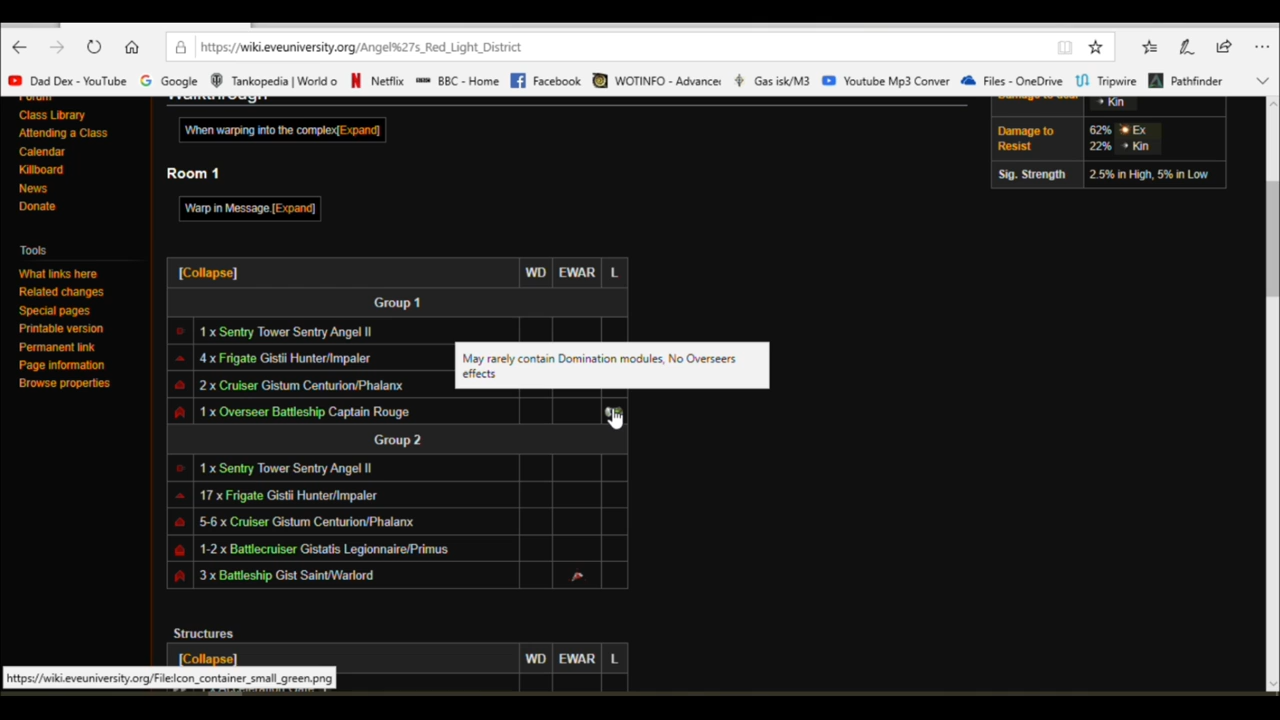 https://wiki.eveuniversity.org/Angel%27s_Red_Light_District
Dad Dex - YouTube
Google
Tankopedia | World o
Netflix
BBC - Home
Facebook
WOTINFO - Advance
Gas isk/M3
Youtube Mp3 Conver
Files - OneDrive
Tripwire
Pathfinder
Forum
Class Library
Attending a Class
Calendar
Killboard
News
Donate
Tools
What links here
Related changes
Special pages
Printable version
Permanent link
Page information
Browse properties
Walkthrough
When warping into the complex[Expand]
Room 1
Warp in Message.[Expand]
Damage to deal
Kin
Damage to Resist
62% Ex
22% Kin
Sig. Strength 2.5% in High, 5% in Low
[Collapse] WD EWAR L
Group 1
1 x Sentry Tower Sentry Angel II
4 x Frigate Gistii Hunter/Impaler
2 x Cruiser Gistum Centurion/Phalanx
1 x Overseer Battleship Captain Rouge
May rarely contain Domination modules, No Overseers
effects
Group 2
1 x Sentry Tower Sentry Angel II
17 x Frigate Gistii Hunter/Impaler
5-6 x Cruiser Gistum Centurion/Phalanx
1-2 x Battlecruiser Gistatis Legionnaire/Primus
3 x Battleship Gist Saint/Warlord
Structures
[Collapse] WD EWAR L
https://wiki.eveuniversity.org/File:Icon_container_small_green.png